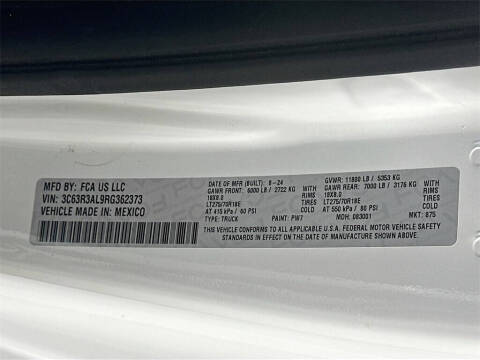 MFD BY: FCA US LLC
VIN: 3C63R3AL9RG362373
VEHICLE MADE IN: MEXICO
DATE OF MFR (BUILT): 8-24 GVWR: 11800 LB / 5353 KG
GAWR FRONT: 6000 LB / 2722 KG WITH GAWR REAR: 7000 LB / 3176 KG WITH
18X8.0 RIMS 18X8.0 RIMS
LT275/70R18E TIRES LT275/70R18E TIRES
AT 415 kPa / 60 PSI AT 550 kPa / 80 PSI
TYPE: TRUCK PAINT: PW7 MDH: 083001 MKT: 875
THIS VEHICLE CONFORMS TO ALL APPLICABLE U.S.A. FEDERAL MOTOR VEHICLE SAFETY
STANDARDS IN EFFECT ON THE DATE OF MANUFACTURE SHOWN ABOVE